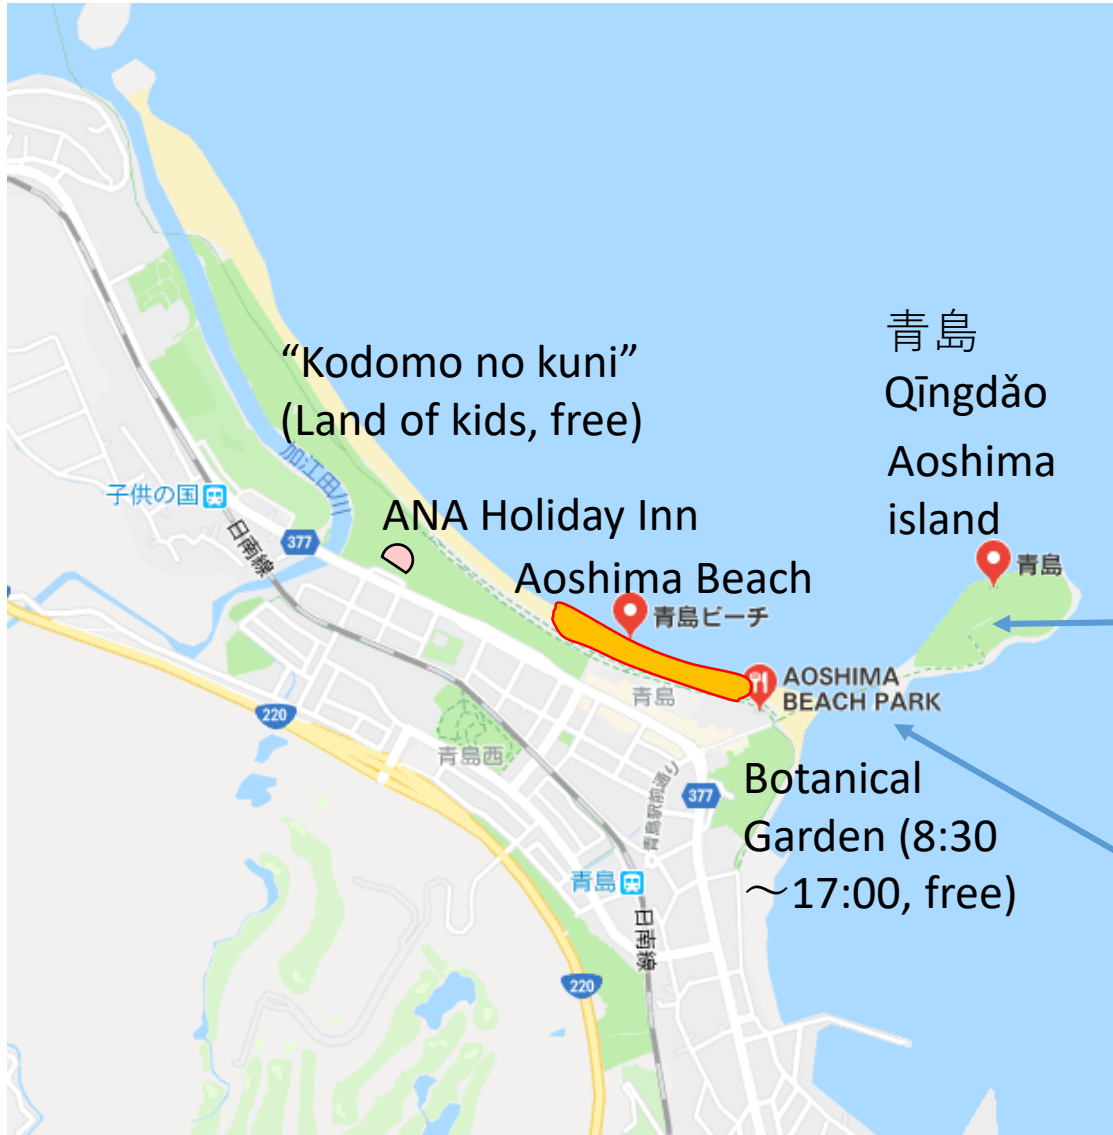 “Kodomo no kuni”
(Land of kids, free)
青島
Qīngdǎo
Aoshima
island
加江田川
子供の国
ANA Holiday Inn
日南線
377
Aoshima Beach
青島
青島ビーチ
AOSHIMA
BEACH PARK
青島
220
青島西
青島駅前通り
377
Botanical
Garden (8:30
～17:00, free)
青島
日南線
220